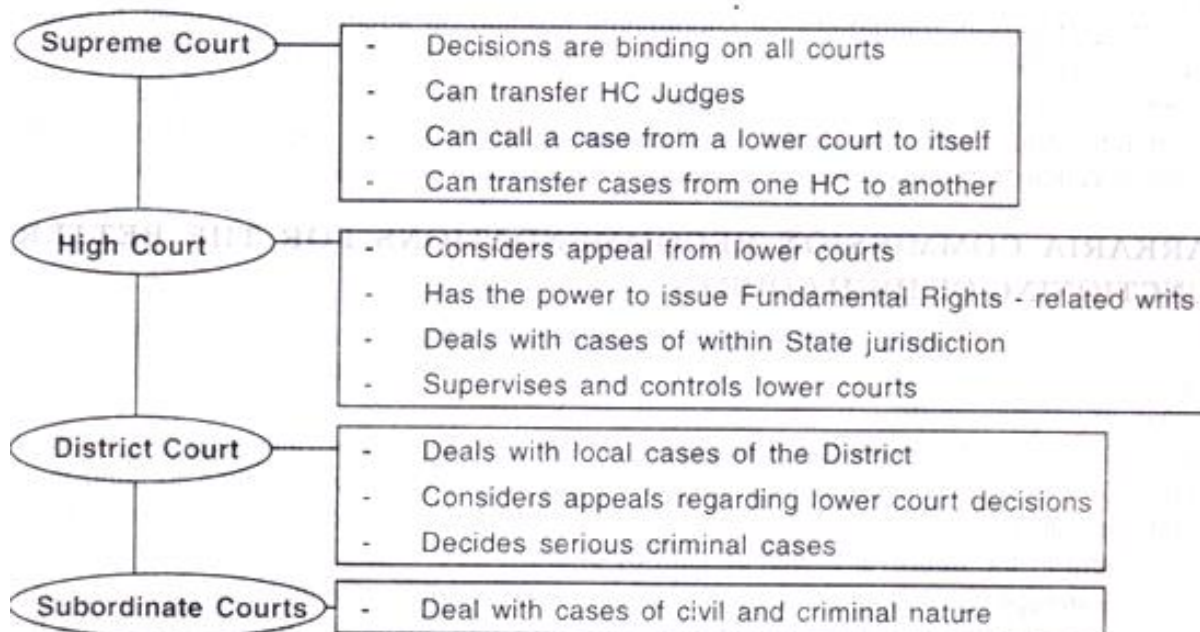 Supreme Court
- Decisions are binding on all courts
- Can transfer HC Judges
- Can call a case from a lower court to itself
- Can transfer cases from one HC to another
High Court
- Considers appeal from lower courts
- Has the power to issue Fundamental Rights - related writs
- Deals with cases of within State jurisdiction
- Supervises and controls lower courts
District Court
- Deals with local cases of the District
- Considers appeals regarding lower court decisions
- Decides serious criminal cases
Subordinate Courts
- Deal with cases of civil and criminal nature